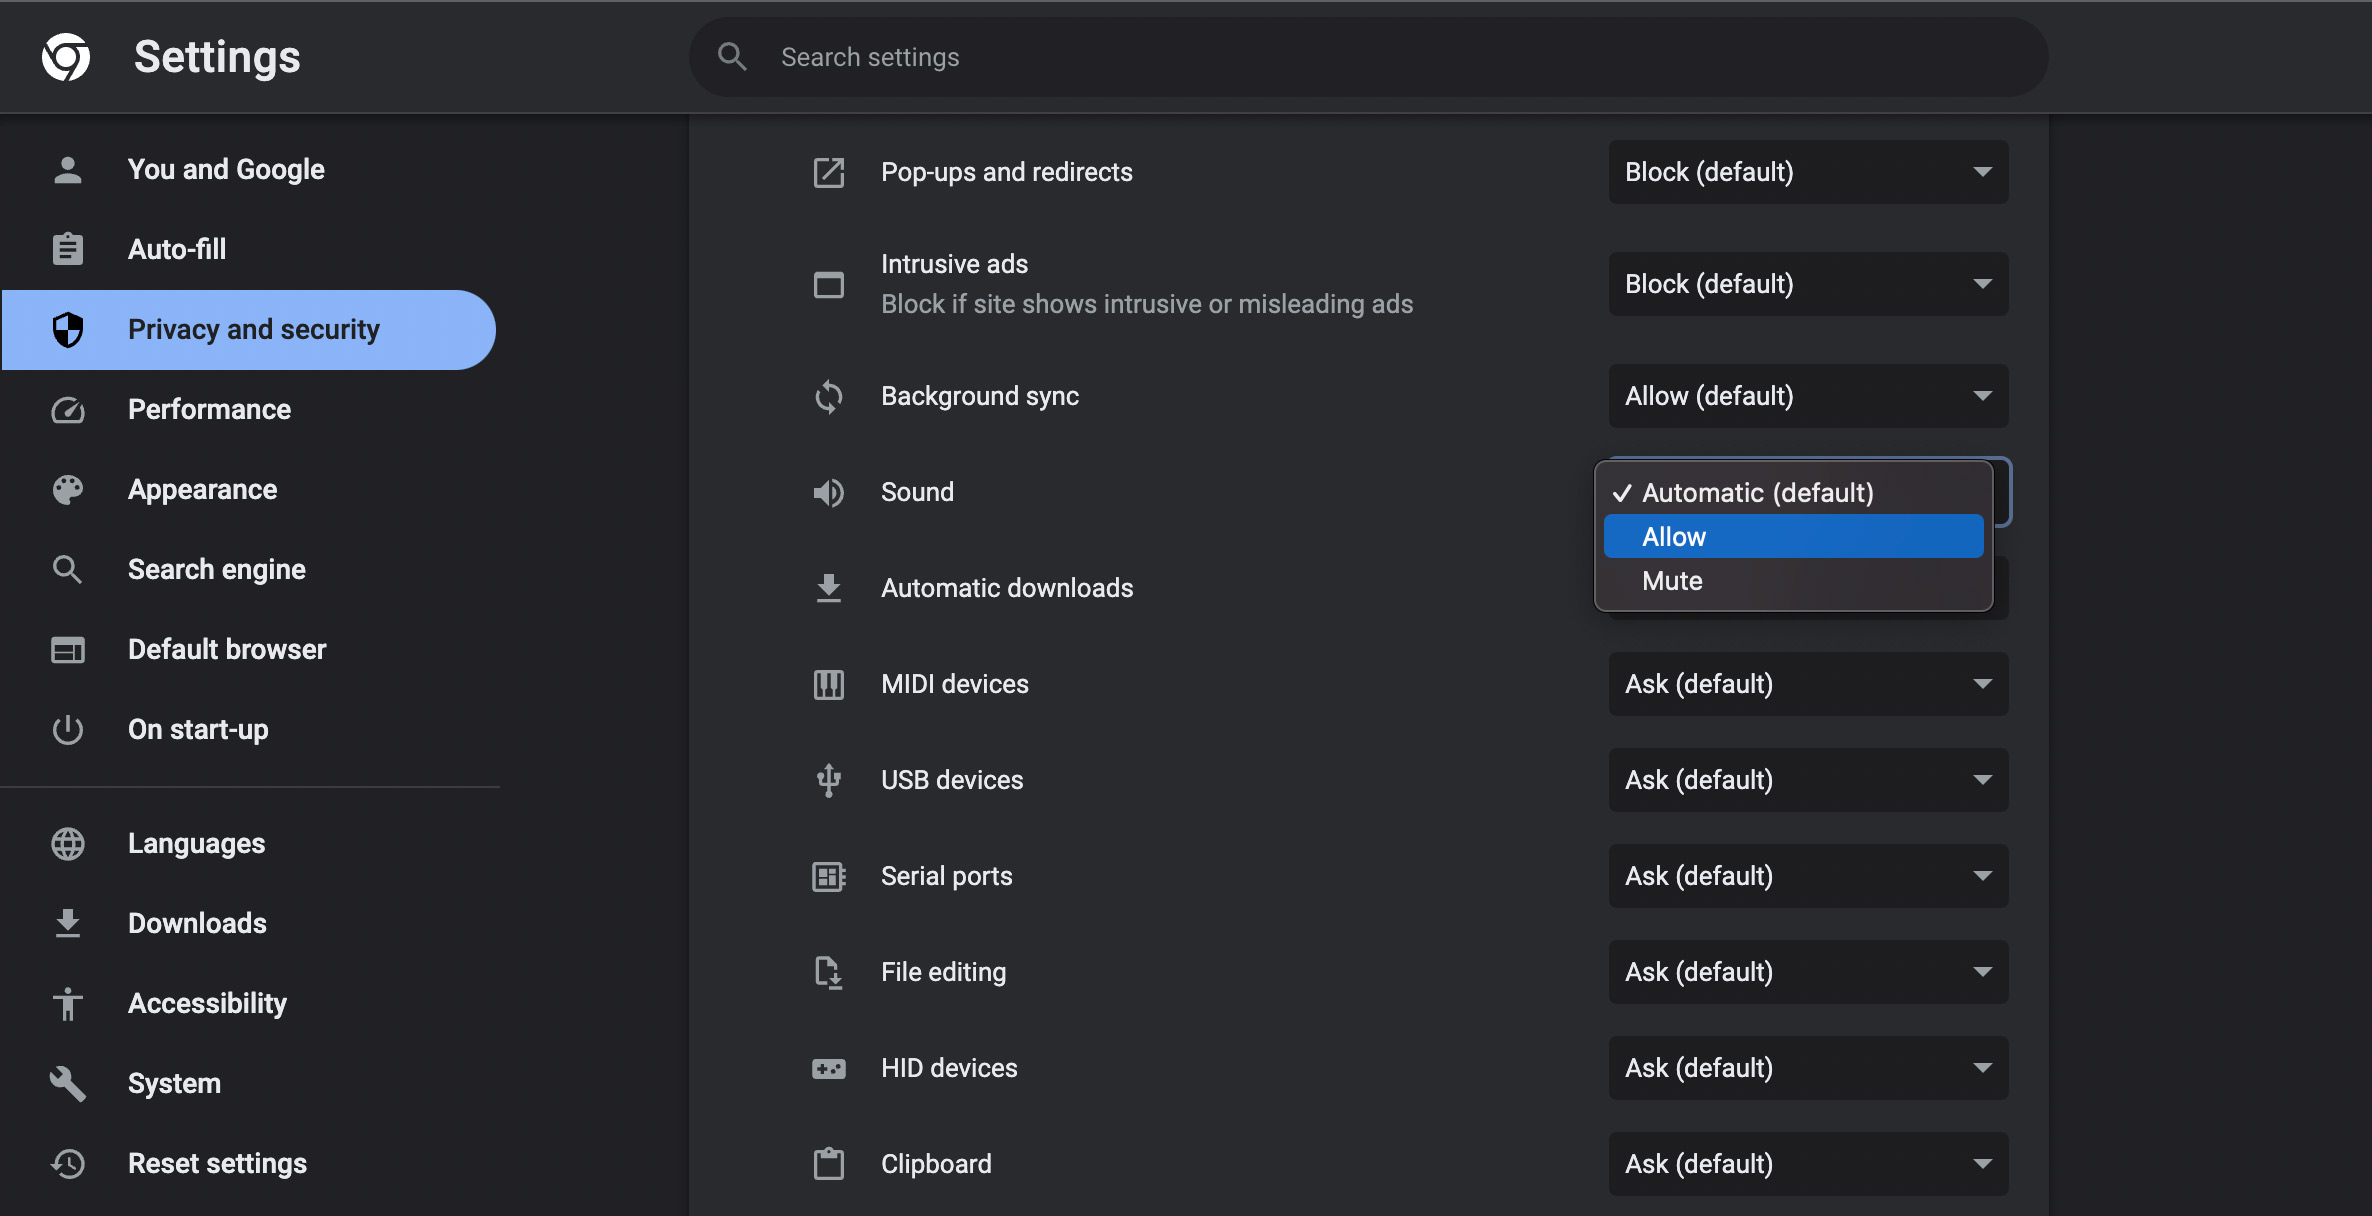 Settings
Search settings
You and Google
Auto-fill
Privacy and security
Performance
Appearance
Search engine
Default browser
On start-up
Languages
Downloads
Accessibility
System
Reset settings
Pop-ups and redirects
Block (default)
Intrusive ads
Block if site shows intrusive or misleading ads
Block (default)
Background sync
Allow (default)
Sound
✓ Automatic (default)
Allow
Mute
Automatic downloads
MIDI devices
Ask (default)
USB devices
Ask (default)
Serial ports
Ask (default)
File editing
Ask (default)
HID devices
Ask (default)
Clipboard
Ask (default)